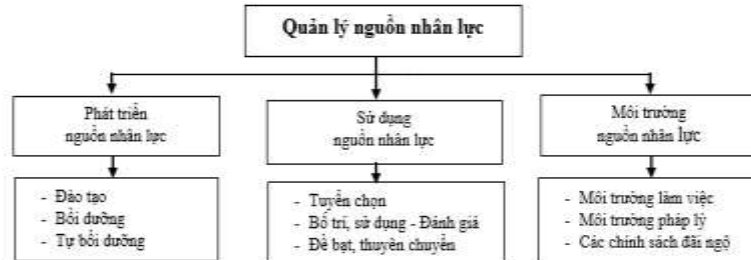 Quản lý nguồn nhân lực
Phát triển
nguồn nhân lực
Sử dụng
nguồn nhân lực
Môi trường
nguồn nhân lực
- Đào tạo
- Bồi dưỡng
- Tự bồi dưỡng
- Tuyển chọn
- Bố trí, sử dụng - Đánh giá
- Đề bạt, thuyên chuyển
- Môi trường làm việc
- Môi trường pháp lý
- Các chính sách đãi ngộ